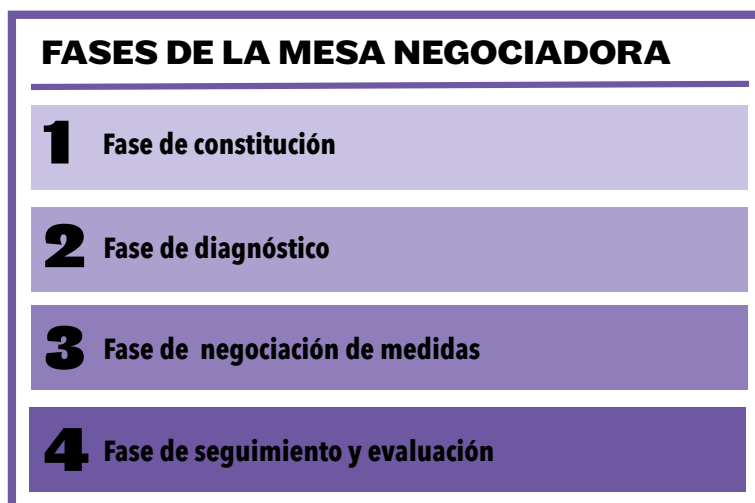 FASES DE LA MESA NEGOCIADORA
1 Fase de constitución
2 Fase de diagnóstico
3 Fase de negociación de medidas
4 Fase de seguimiento y evaluación